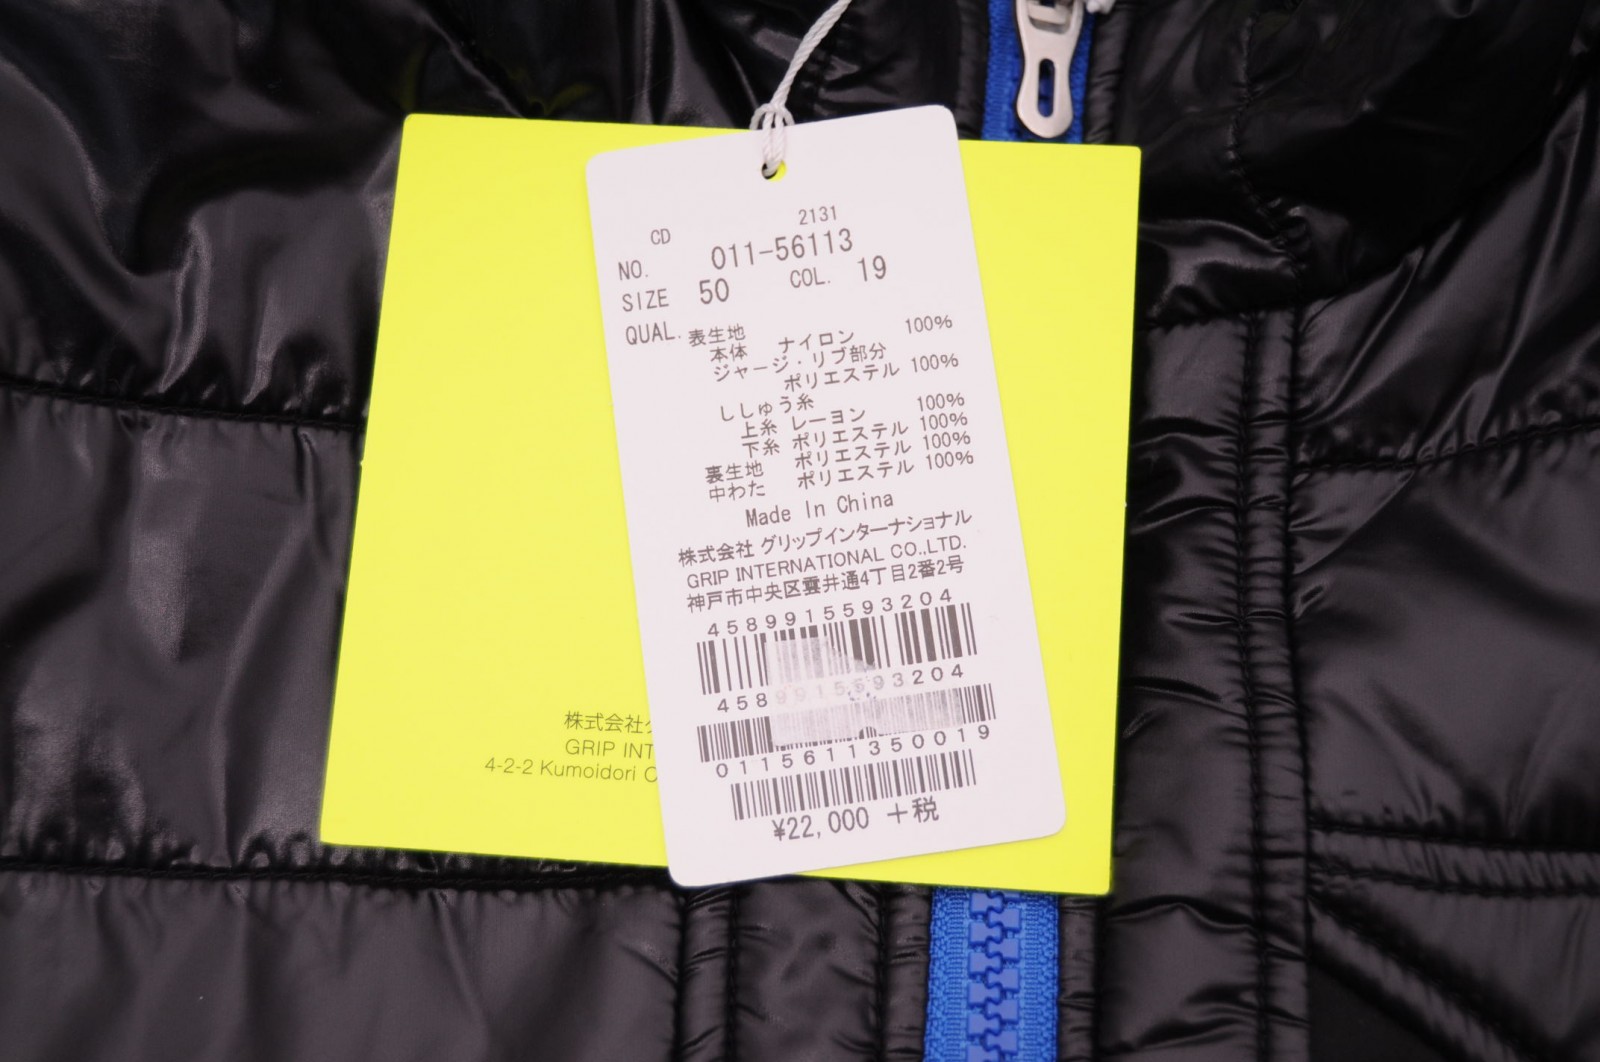 2131
CD
NO. 011-56113
SIZE 50 COL. 19
QUAL. 表生地
本体 ナイロン 100%
ジャージ・リブ部分
ポリエステル 100%
ししゅう糸
上糸 レーヨン 100%
下糸 ポリエステル 100%
裏生地 ポリエステル 100%
中わた ポリエステル 100%
Made In China
株式会社 グリップインターナショナル
GRIP INTERNATIONAL CO.,LTD.
神戸市中央区雲井通4丁目2番2号
4589915593204
4589915593204
0115611350019
¥22,000 +税
株式会社
GRIP INT
4-2-2 Kumoidori C